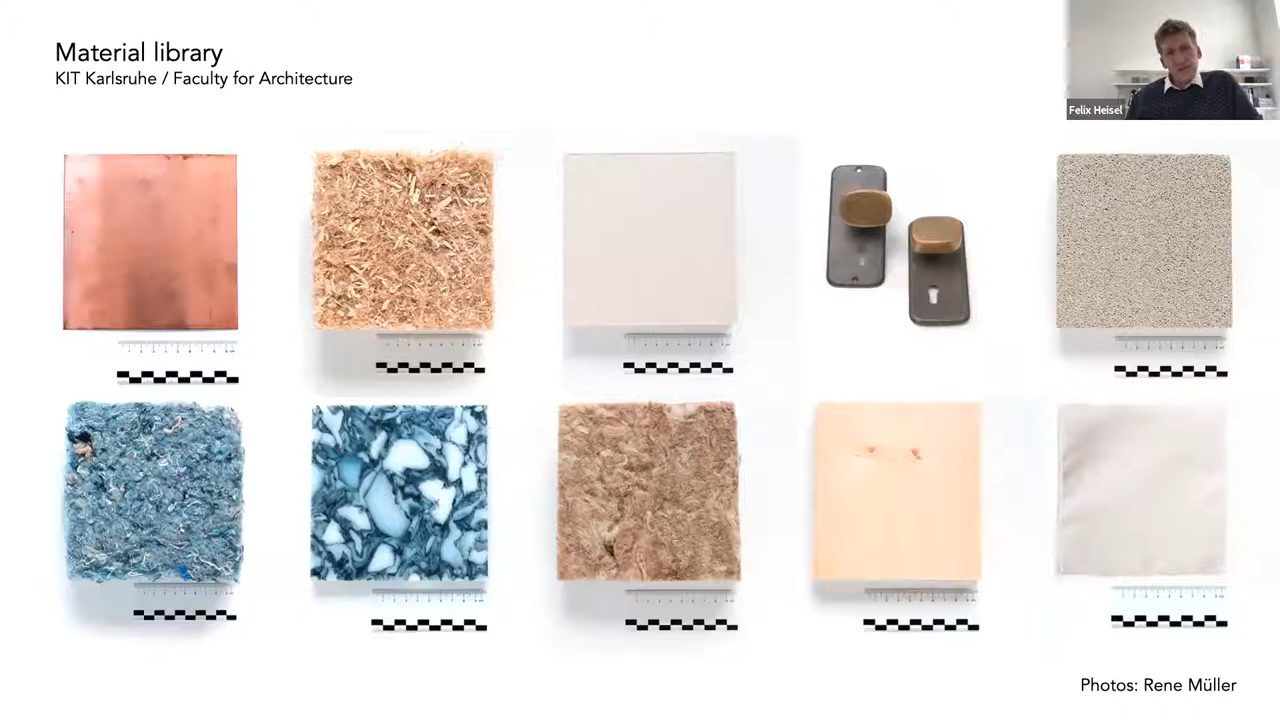 Material library
KIT Karlsruhe / Faculty for Architecture
Felix Heisel
Photos: Rene Müller